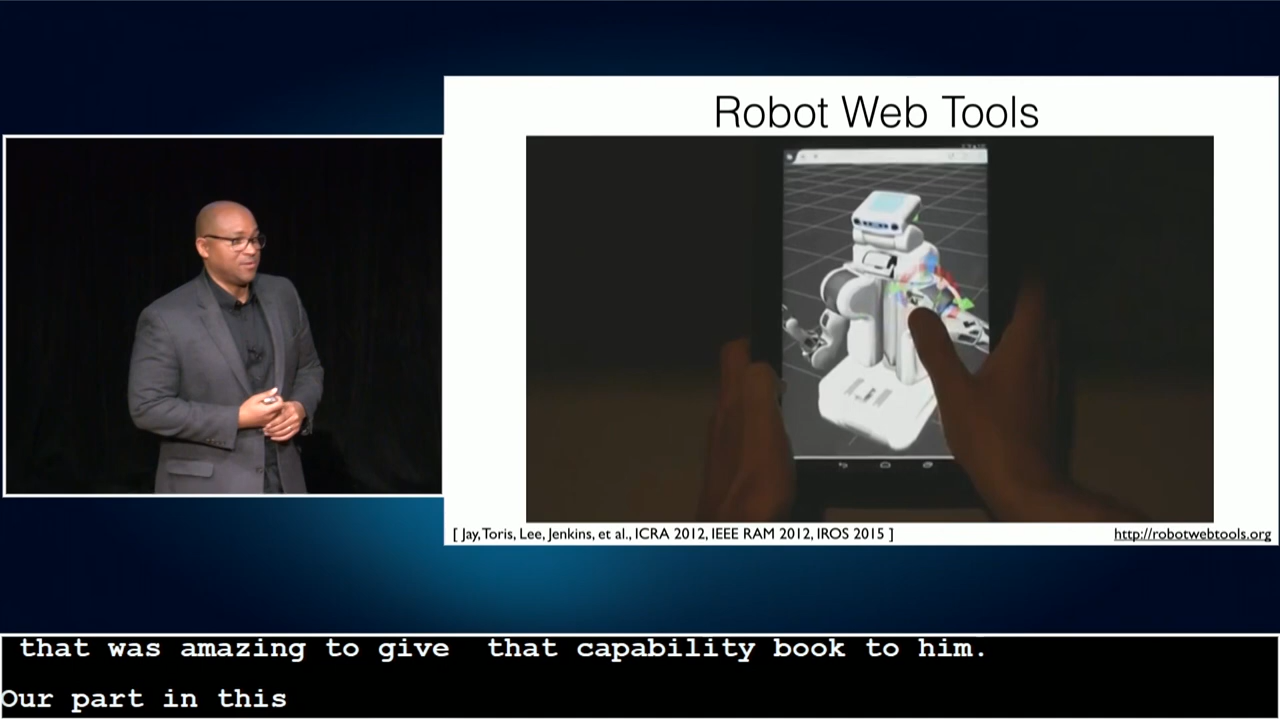 Robot Web Tools
[ Jay, Toris, Lee, Jenkins, et al., ICRA 2012, IEEE RAM 2012, IROS 2015 ]
http://robotwebtools.org
that was amazing to give  that capability book to him.
Our part in this